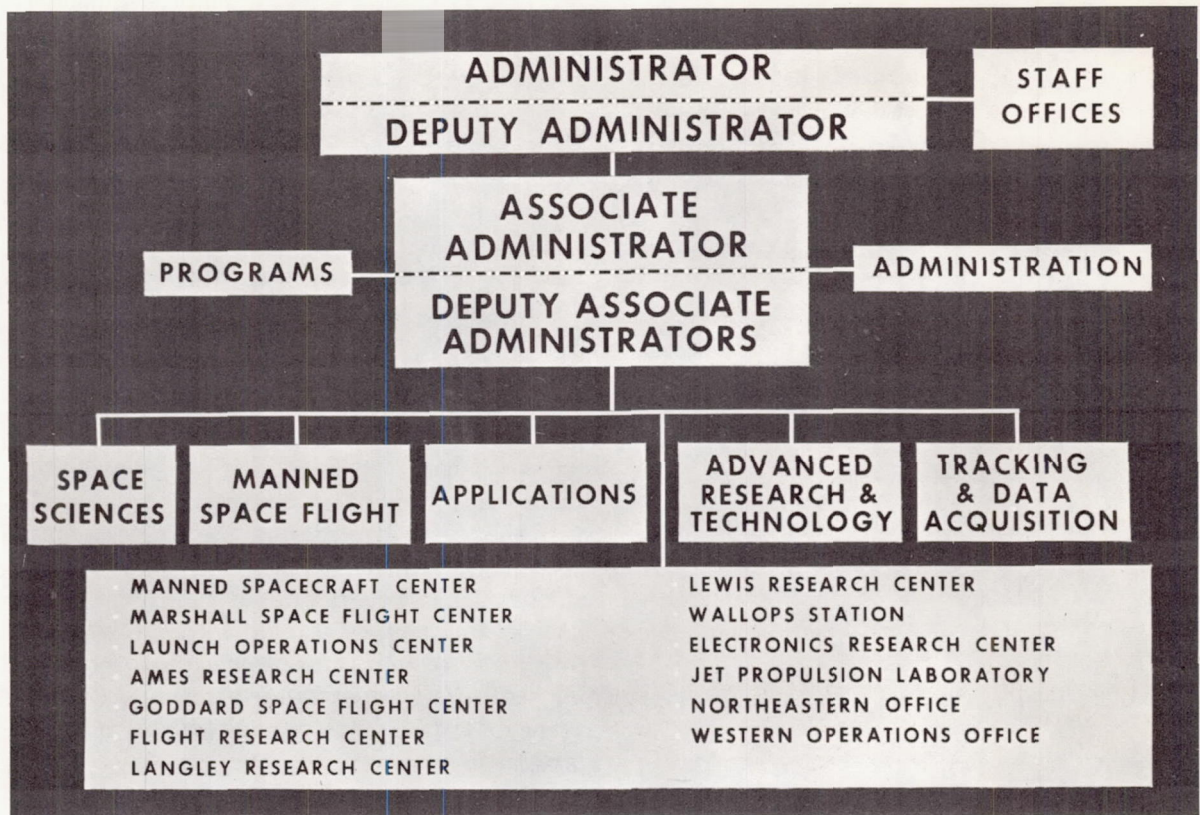 ADMINISTRATOR
DEPUTY ADMINISTRATOR
STAFF
OFFICES
ASSOCIATE
ADMINISTRATOR
DEPUTY ASSOCIATE
ADMINISTRATORS
PROGRAMS
ADMINISTRATION
SPACE
SCIENCES
MANNED
SPACE FLIGHT
APPLICATIONS
ADVANCED
RESEARCH &
TECHNOLOGY
TRACKING
& DATA
ACQUISITION
MANNED SPACECRAFT CENTER
MARSHALL SPACE FLIGHT CENTER
LAUNCH OPERATIONS CENTER
AMES RESEARCH CENTER
GODDARD SPACE FLIGHT CENTER
FLIGHT RESEARCH CENTER
LANGLEY RESEARCH CENTER
LEWIS RESEARCH CENTER
WALLOPS STATION
ELECTRONICS RESEARCH CENTER
JET PROPULSION LABORATORY
NORTHEASTERN OFFICE
WESTERN OPERATIONS OFFICE